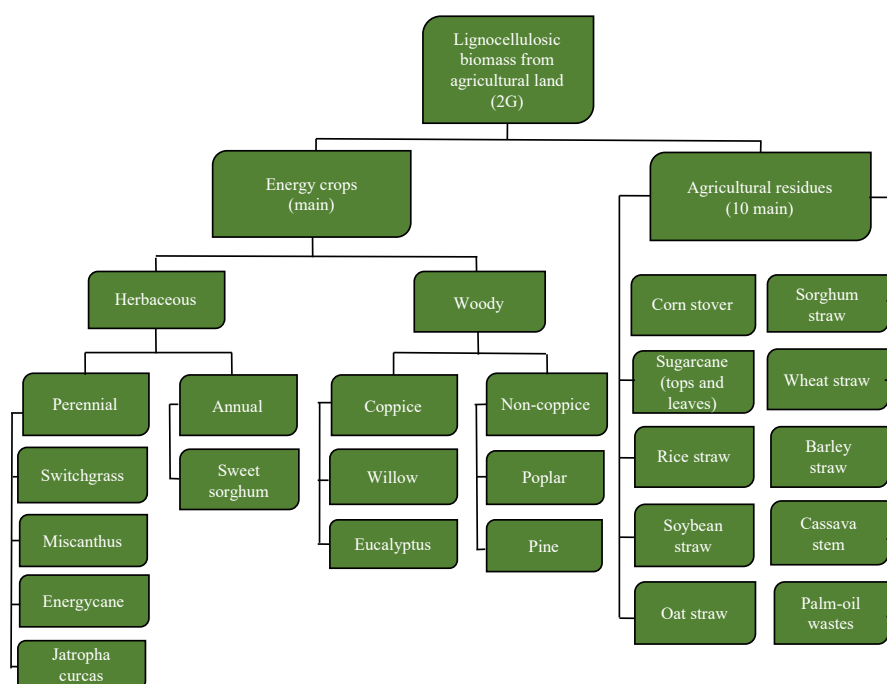 Lignocellulosic
biomass from
agricultural land
(2G)
Energy crops
(main)
Agricultural residues
(10 main)
Herbaceous
Woody
Perennial
Annual
Coppice
Non-coppice
Switchgrass
Sweet
sorghum
Willow
Poplar
Miscanthus
Eucalyptus
Pine
Energycane
Jatropha
curcas
Corn stover
Sorghum
straw
Sugarcane
(tops and
leaves)
Wheat straw
Rice straw
Barley
straw
Soybean
straw
Cassava
stem
Oat straw
Palm-oil
wastes